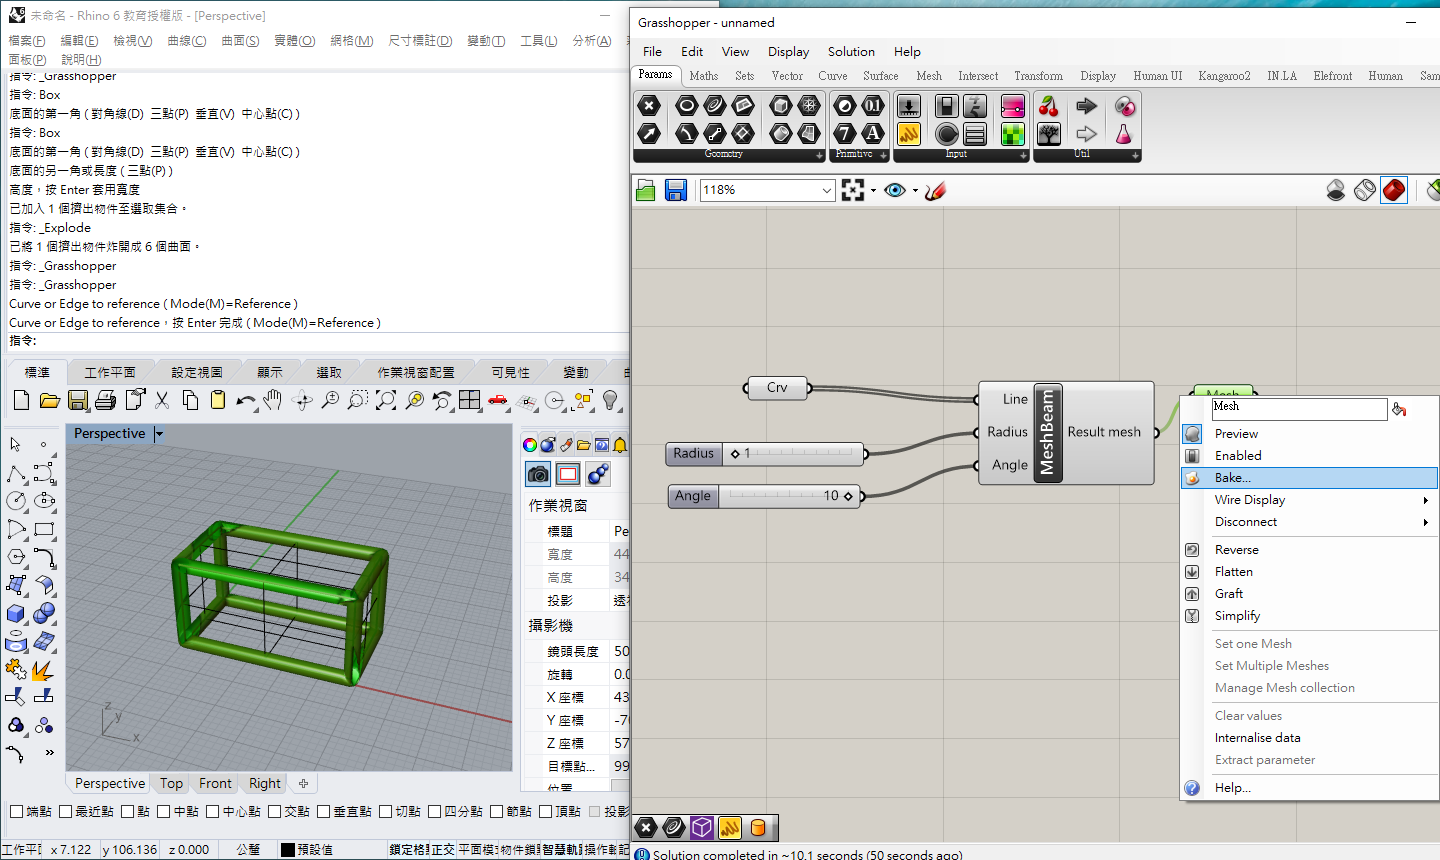 未命名 - Rhino 6 教育授權版 - [Perspective]
檔案(F) 編輯(E) 檢視(V) 曲線(C) 曲面(S) 實體(O) 網格(M) 尺寸標註(D) 變動(T) 工具(L) 分析(A)
面板(P) 說明(H)
指令: _Grasshopper
指令: Box
底面的第一角 ( 對角線(D) 三點(P) 垂直(V) 中心點(C) )
指令: Box
底面的第一角 ( 對角線(D) 三點(P) 垂直(V) 中心點(C) )
底面的另一角或長度 ( 三點(P) )
高度，按 Enter 套用寬度
已加入 1 個擠出物件至選取集合。
指令: _Explode
已將 1 個擠出物件炸開成 6 個曲面。
指令: _Grasshopper
指令: _Grasshopper
Curve or Edge to reference ( Mode(M)=Reference )
Curve or Edge to reference，按 Enter 完成 ( Mode(M)=Reference )
指令:
標準 工作平面 設定視圖 顯示 選取 作業視窗配置 可見性 變動
Perspective
作業視窗
標題 Pe
寬度 44
高度 34
投影 透
攝影機
鏡頭長度 50
旋轉 0.0
X 座標 43
Y 座標 -7
Z 座標 57
目標點... 99
位置
z
y
x
Perspective Top Front Right
端點 最近點 點 中點 中心點 交點 垂直點 切點 四分點 節點 頂點 投影
工作平 x 7.122 y 106.136 z 0.000 公釐 預設值 鎖定格 正交 平面模 物件鎖 智慧軌 操作軸 記
Grasshopper - unnamed
File Edit View Display Solution Help
Params Maths Sets Vector Curve Surface Mesh Intersect Transform Display Human UI Kangaroo2 IN.LA Elefront Human Sam
Geometry Primitive Input Util
118%
Crv
Radius 1
Angle 10
Line
Radius
Angle
MeshBeam
Result mesh
Mesh
Mesh
Preview
Enabled
Bake...
Wire Display
Disconnect
Reverse
Flatten
Graft
Simplify
Set one Mesh
Set Multiple Meshes
Manage Mesh collection
Clear values
Internalise data
Extract parameter
Help...
Solution completed in ~10.1 seconds (50 seconds ago)